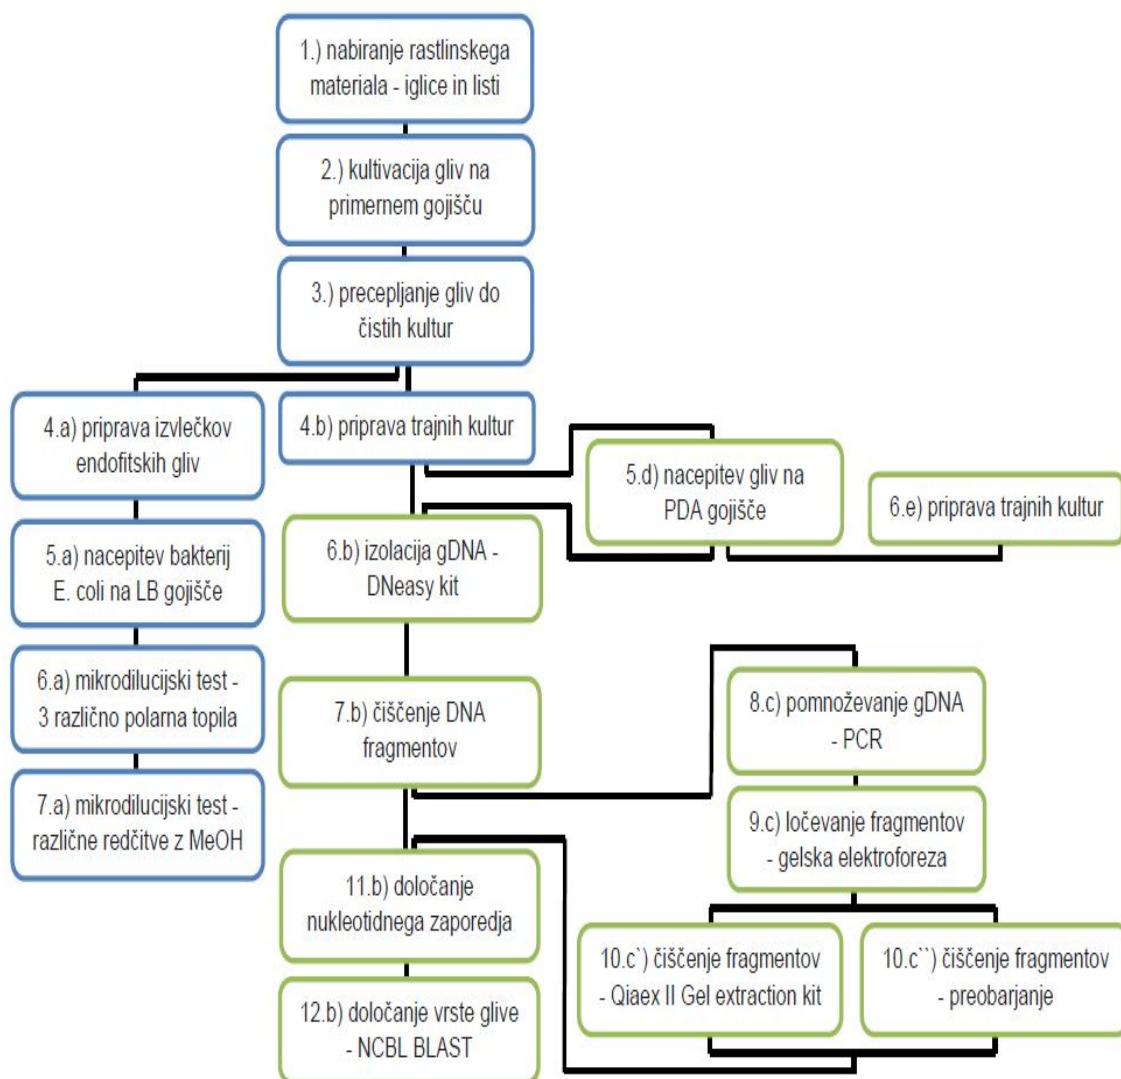 1.) nabiranje rastlinskega
materiala - iglice in listi
2.) kultivacija gliv na
primernem gojišču
3.) precepljanje gliv do
čistih kultur
4.a) priprava izvlečkov
endofitskih gliv
4.b) priprava trajnih kultur
5.d) nacepitev gliv na
PDA gojišče
6.e) priprava trajnih kultur
5.a) nacepitev bakterij
E. coli na LB gojišče
6.b) izolacija gDNA -
DNeasy kit
6.a) mikrodilucijski test -
3 različno polarna topila
7.b) čiščenje DNA
fragmentov
8.c) pomnoževanje gDNA
- PCR
7.a) mikrodilucijski test -
različne redčitve z MeOH
9.c) ločevanje fragmentov
- gelska elektroforeza
11.b) določanje
nukleotidnega zaporedja
10.c`) čiščenje fragmentov
- Qiaex II Gel extraction kit
10.c``) čiščenje fragmentov
- preobarjanje
12.b) določanje vrste glive
- NCBL BLAST